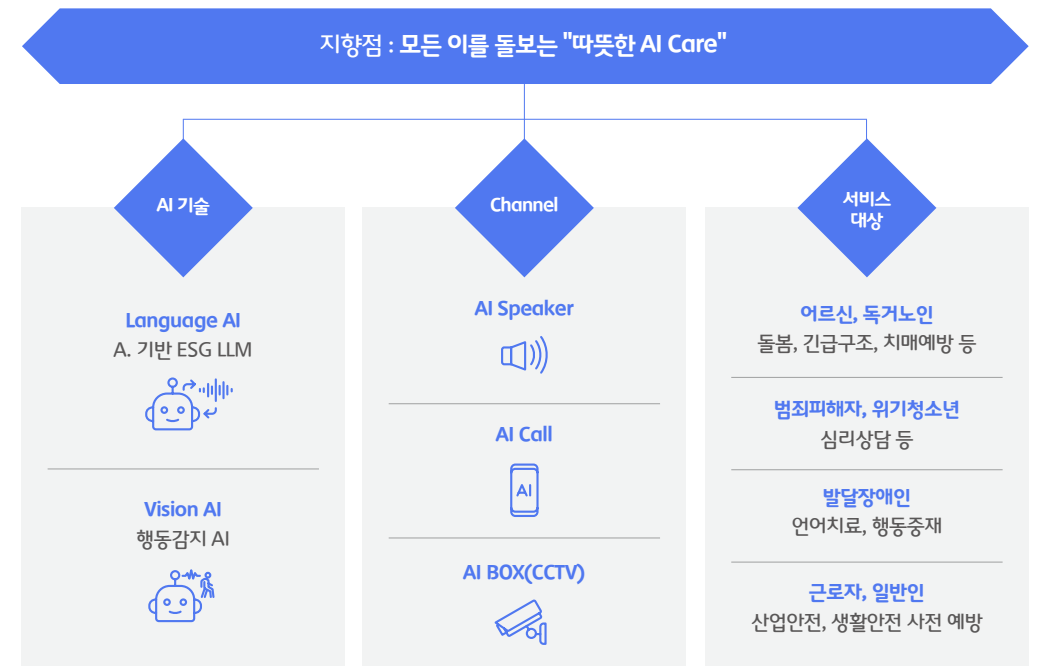 지향점 : 모든 이를 돌보는 "따뜻한 AI Care"
AI 기술
Language AI
A. 기반 ESG LLM
Vision AI
행동감지 AI
Channel
AI Speaker
AI Call
AI
AI BOX(CCTV)
서비스
대상
어르신, 독거노인
돌봄, 긴급구조, 치매예방 등
범죄피해자, 위기청소년
심리상담 등
발달장애인
언어치료, 행동중재
근로자, 일반인
산업안전, 생활안전 사전 예방